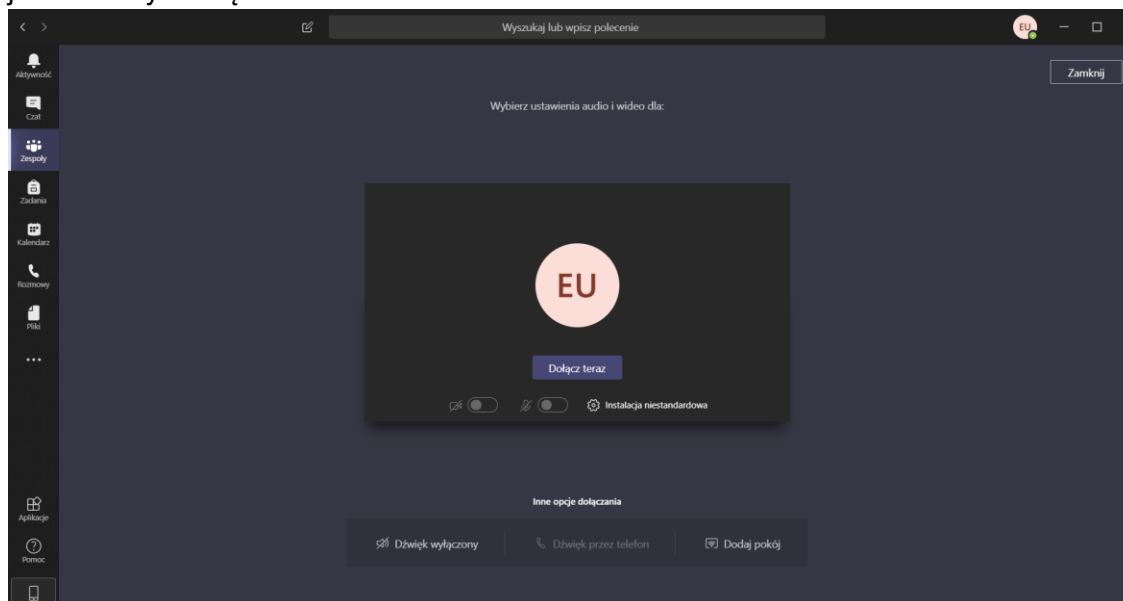 Wyszukaj lub wpisz polecenie
EU
Aktywność
Zamknij
Czat
Wybierz ustawienia audio i wideo dla:
Zespoły
Zadania
Kalendarz
Rozmowy
Pliki
EU
Dołącz teraz
Instalacja niestandardowa
Inne opcje dołączania
Dźwięk wyłączony
Dźwięk przez telefon
Dodaj pokój
Aplikacje
Pomoc